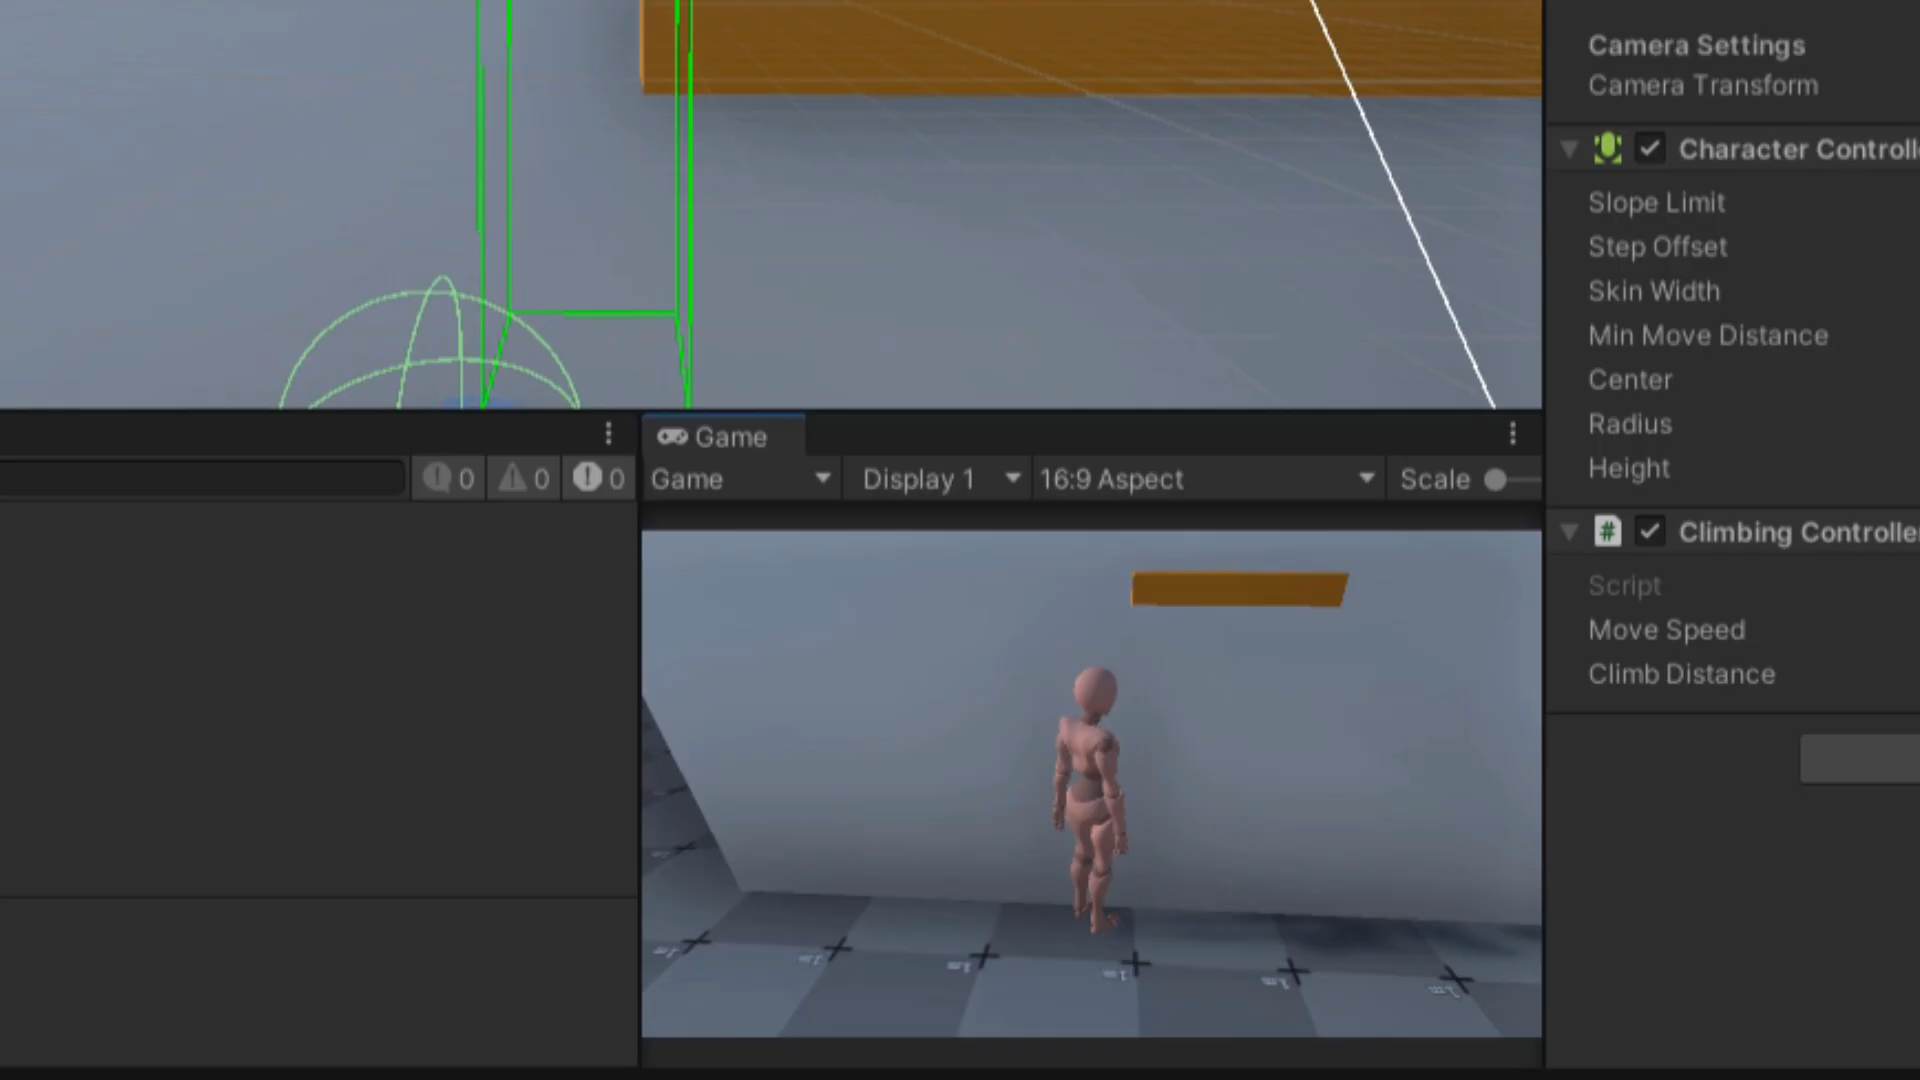 Camera Settings
Camera Transform
Character Controll
Slope Limit
Step Offset
Skin Width
Min Move Distance
Center
Radius
Height
Climbing Controlle
Script
Move Speed
Climb Distance
0 0 0
Game
Game Display 1 16:9 Aspect Scale